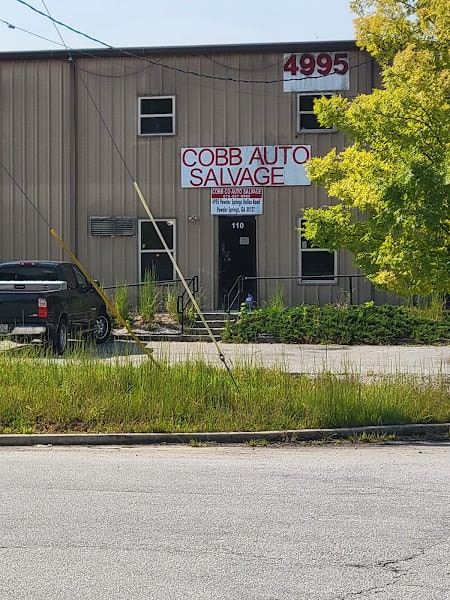 4995
COBB AUTO
SALVAGE
COBB CO AUTO SALVAGE
4995 Powder Springs Dallas Road
Powder Springs, GA 30127
110